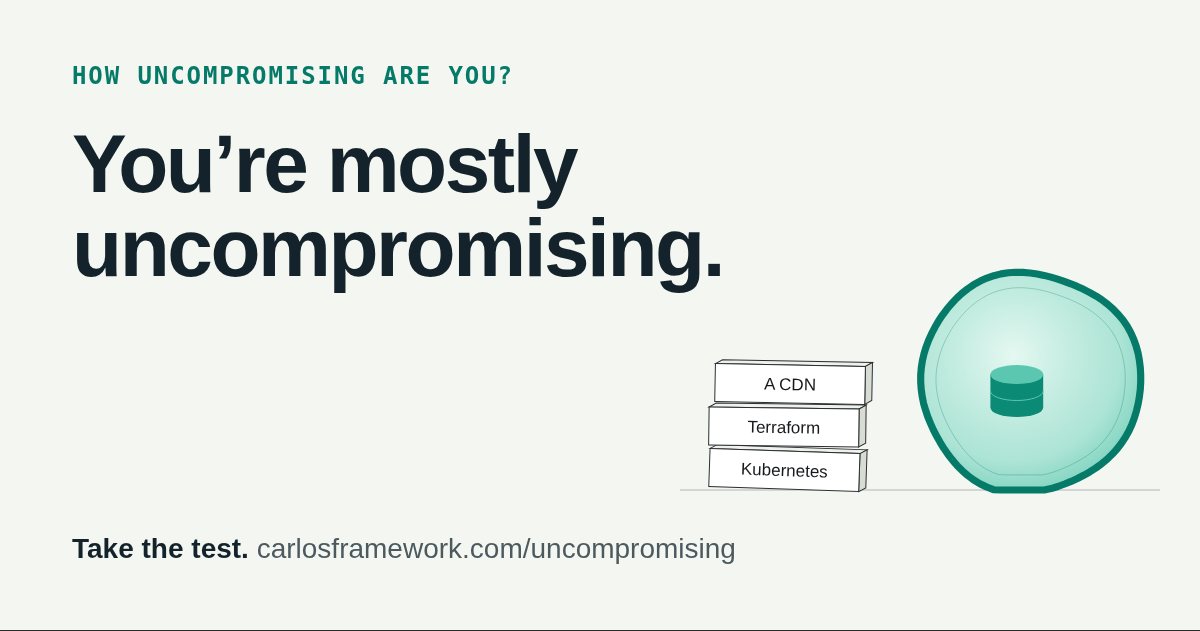 HOW UNCOMPROMISING ARE YOU?
You’re mostly
uncompromising.
A CDN
Terraform
Kubernetes
Take the test. carlosframework.com/uncompromising